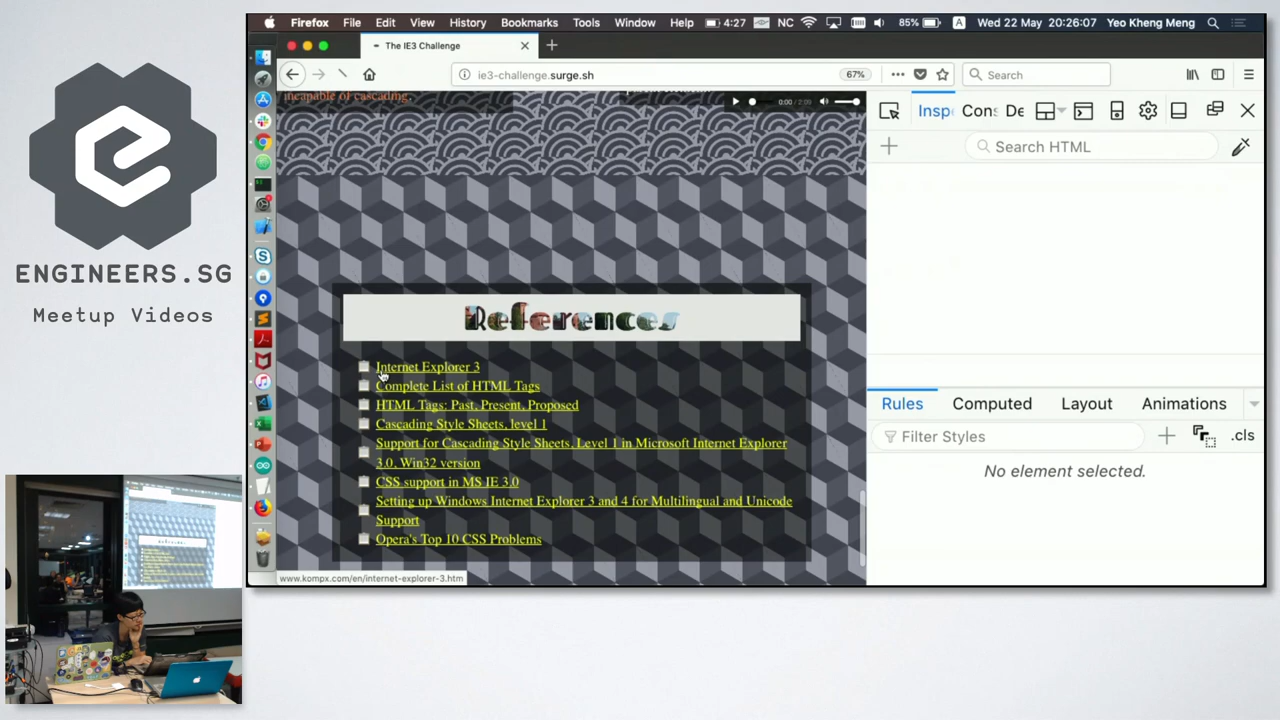 Firefox File Edit View History Bookmarks Tools Window Help 4:27 NC 85% A Wed 22 May 20:26:07 Yeo Kheng Meng
The IE3 Challenge
ie3-challenge.surge.sh 67% Search
incapable of cascading.
0:00 / 2:09
Insp Cons De
Search HTML
ENGINEERS.SG
Meetup Videos
References
Internet Explorer 3
Complete List of HTML Tags
HTML Tags: Past, Present, Proposed
Cascading Style Sheets, level 1
Support for Cascading Style Sheets, Level 1 in Microsoft Internet Explorer
3.0, Win32 version
CSS support in MS IE 3.0
Setting up Windows Internet Explorer 3 and 4 for Multilingual and Unicode
Support
Opera's Top 10 CSS Problems
www.kompx.com/en/internet-explorer-3.htm
Rules Computed Layout Animations
Filter Styles .cls
No element selected.